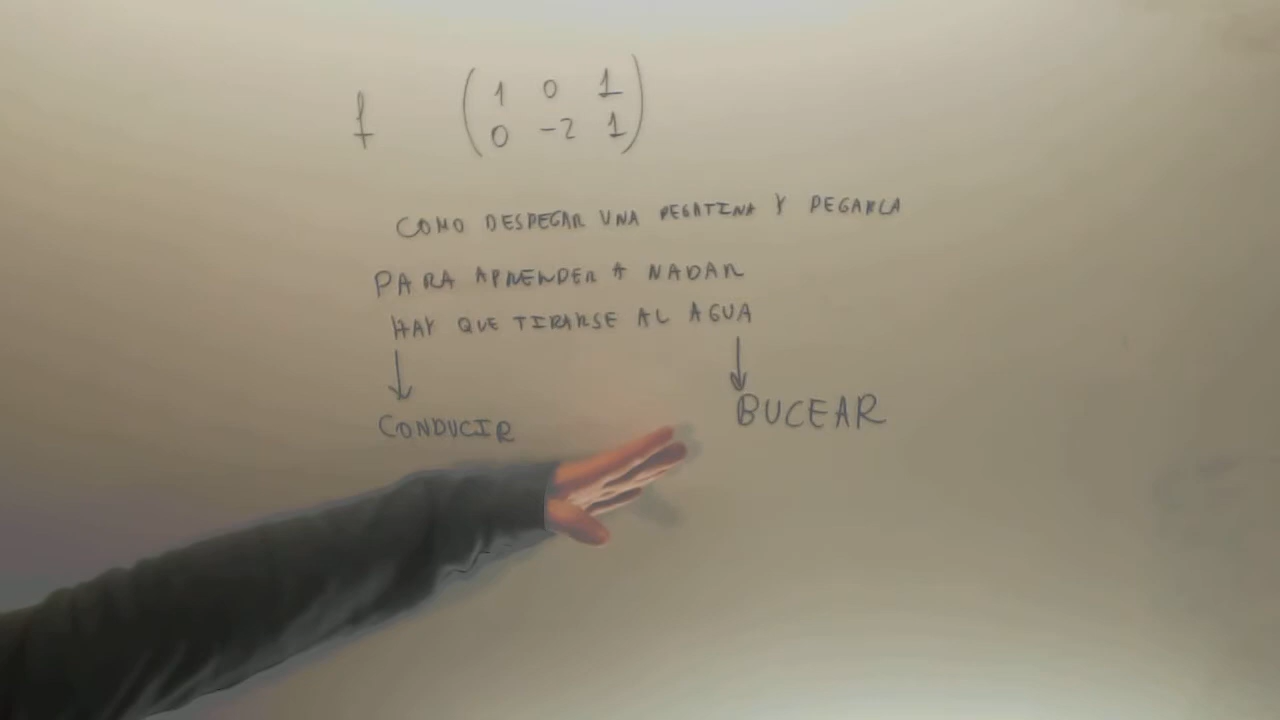 f ( 1 0 1
0 -2 1 )
COMO DESPEGAR UNA PEGATINA Y PEGARLA
PARA APRENDER A NADAR
HAY QUE TIRARSE AL AGUA
↓ ↓
CONDUCIR BUCEAR